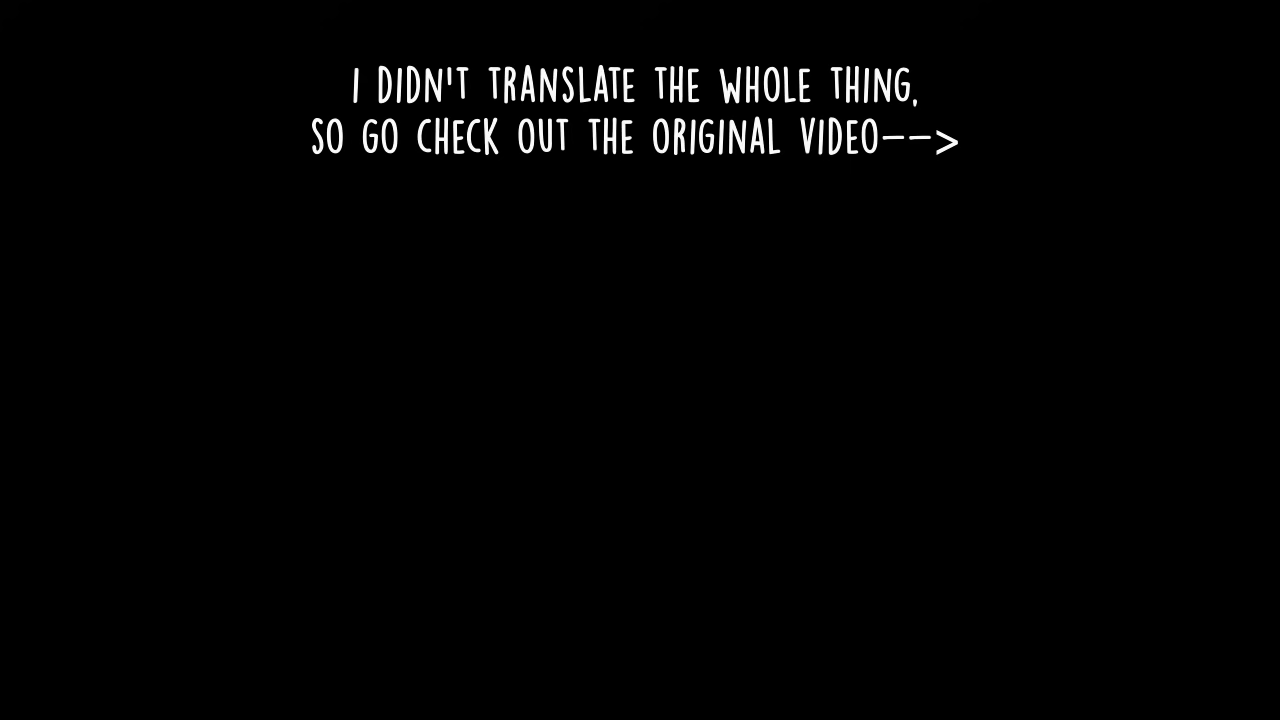 I DIDN'T TRANSLATE THE WHOLE THING,
SO GO CHECK OUT THE ORIGINAL VIDEO-->